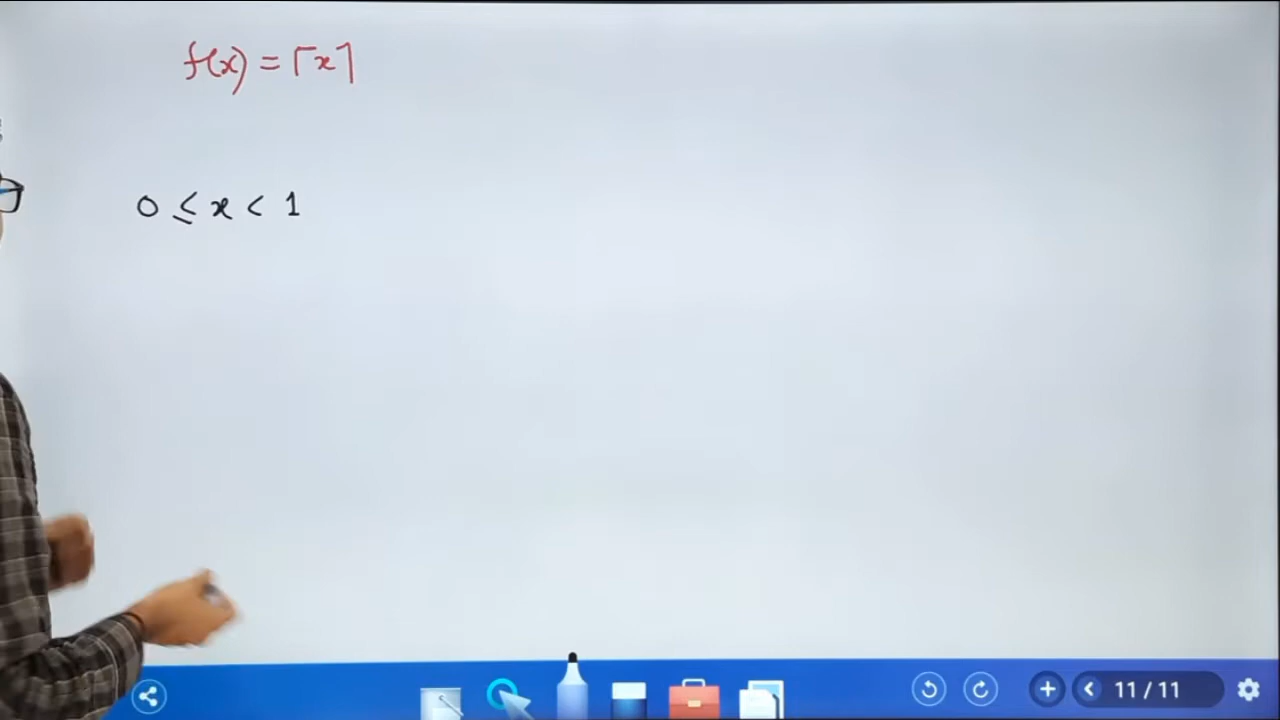 f(x) = ⌈x⌉
0 ≤ x < 1
11 / 11